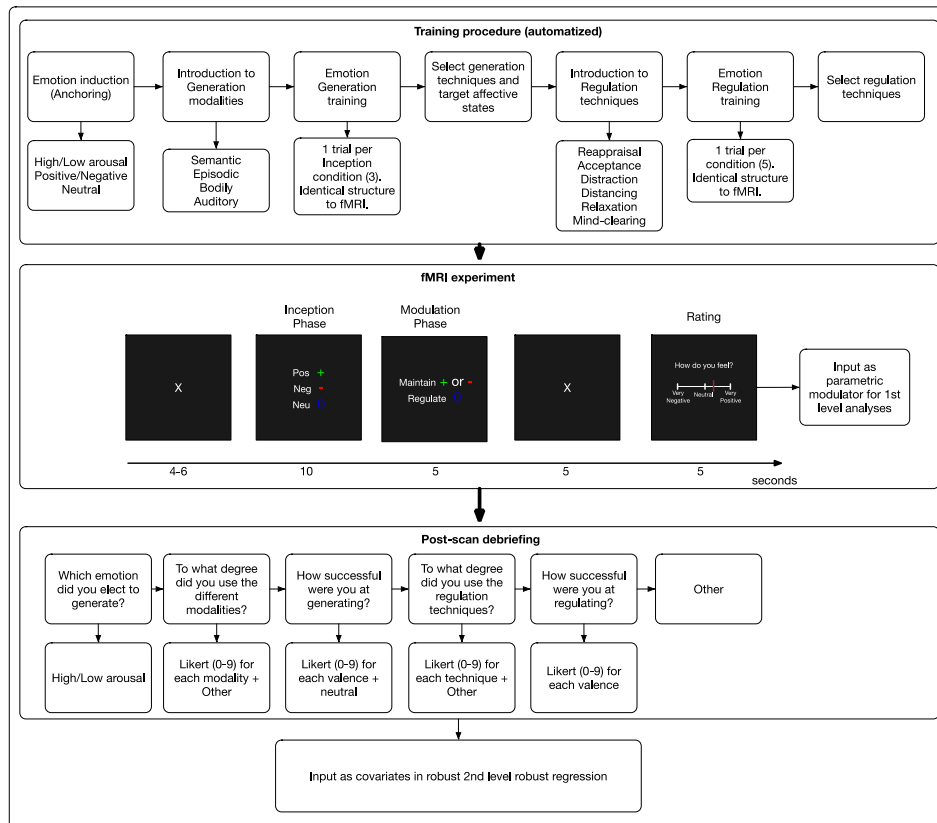 Training procedure (automatized)
Emotion induction
(Anchoring)
Introduction to
Generation
modalities
Emotion
Generation
training
Select generation
techniques and
target affective
states
Introduction to
Regulation
techniques
Emotion
Regulation
training
Select regulation
techniques
High/Low arousal
Positive/Negative
Neutral
Semantic
Episodic
Bodily
Auditory
1 trial per
Inception
condition (3).
Identical structure
to fMRI.
Reappraisal
Acceptance
Distraction
Distancing
Relaxation
Mind-clearing
1 trial per
condition (5).
Identical structure
to fMRI.
fMRI experiment
Inception
Phase
Modulation
Phase
Rating
X
Pos +
Neg -
Neu 0
Maintain + or -
Regulate 0
X
How do you feel?
Very
Negative
Neutral
Very
Positive
Input as
parametric
modulator for 1st
level analyses
4-6
10
5
5
5
seconds
Post-scan debriefing
Which emotion
did you elect to
generate?
To what degree
did you use the
different
modalities?
How successful
were you at
generating?
To what degree
did you use the
regulation
techniques?
How successful
were you at
regulating?
Other
High/Low arousal
Likert (0-9) for
each modality +
Other
Likert (0-9) for
each valence +
neutral
Likert (0-9) for
each technique +
Other
Likert (0-9) for
each valence
Input as covariates in robust 2nd level robust regression